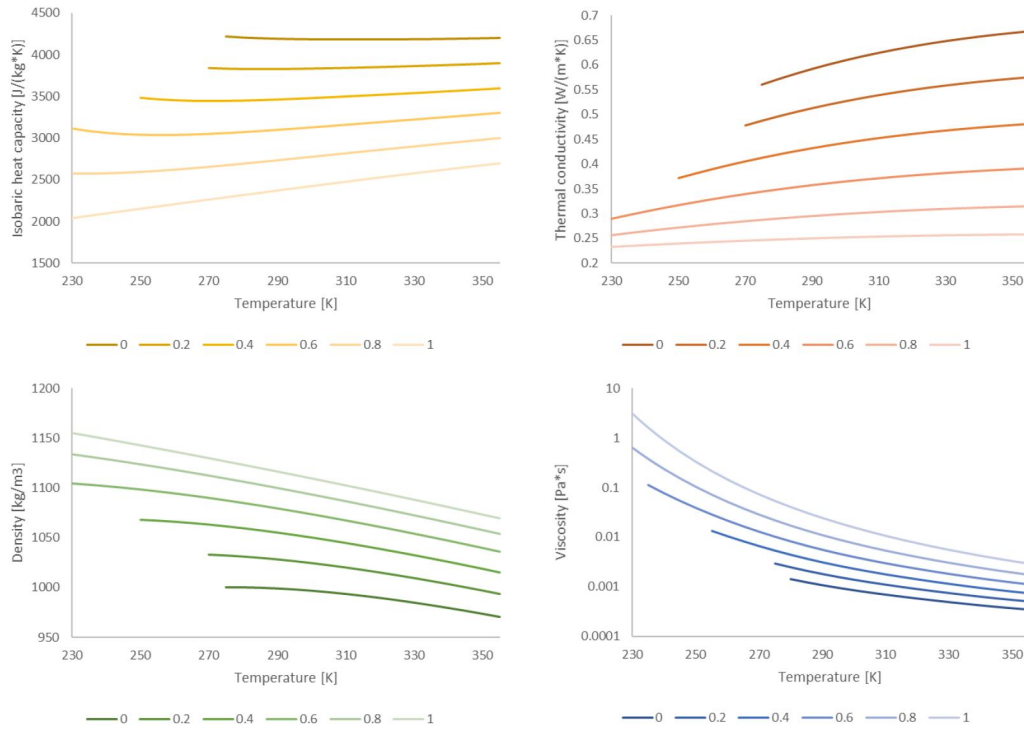 Isobaric heat capacity [J/(kg*K)]
4500
4000
3500
3000
2500
2000
1500
230 250 270 290 310 330 350
Temperature [K]
0 0.2 0.4 0.6 0.8 1
Thermal conductivity [W/(m*K)]
0.7
0.65
0.6
0.55
0.5
0.45
0.4
0.35
0.3
0.25
0.2
230 250 270 290 310 330 350
Temperature [K]
0 0.2 0.4 0.6 0.8 1
Density [kg/m3]
1200
1150
1100
1050
1000
950
230 250 270 290 310 330 350
Temperature [K]
0 0.2 0.4 0.6 0.8 1
Viscosity [Pa*s]
10
1
0.1
0.01
0.001
0.0001
230 250 270 290 310 330 350
Temperature [K]
0 0.2 0.4 0.6 0.8 1